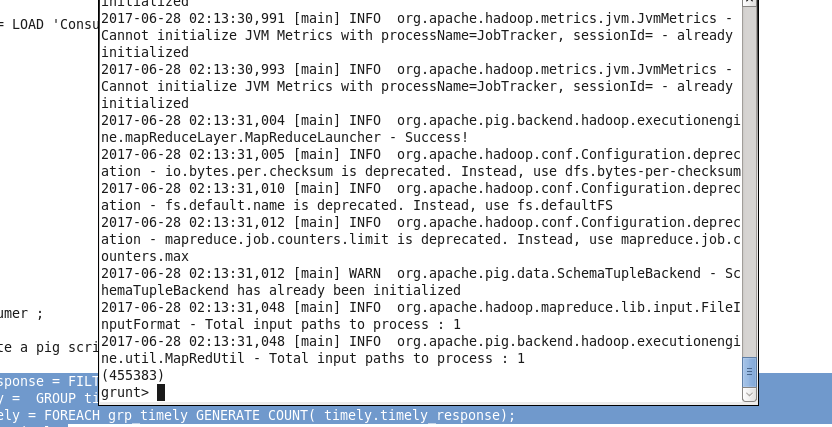 initialized
2017-06-28 02:13:30,991 [main] INFO  org.apache.hadoop.metrics.jvm.JvmMetrics -
= LOAD 'Consu
Cannot initialize JVM Metrics with processName=JobTracker, sessionId= - already
initialized
2017-06-28 02:13:30,993 [main] INFO  org.apache.hadoop.metrics.jvm.JvmMetrics -
Cannot initialize JVM Metrics with processName=JobTracker, sessionId= - already
initialized
2017-06-28 02:13:31,004 [main] INFO  org.apache.pig.backend.hadoop.executionengi
ne.mapReduceLayer.MapReduceLauncher - Success!
2017-06-28 02:13:31,005 [main] INFO  org.apache.hadoop.conf.Configuration.deprec
ation - io.bytes.per.checksum is deprecated. Instead, use dfs.bytes-per-checksum
2017-06-28 02:13:31,010 [main] INFO  org.apache.hadoop.conf.Configuration.deprec
ation - fs.default.name is deprecated. Instead, use fs.defaultFS
2017-06-28 02:13:31,012 [main] INFO  org.apache.hadoop.conf.Configuration.deprec
ation - mapreduce.job.counters.limit is deprecated. Instead, use mapreduce.job.c
ounters.max
2017-06-28 02:13:31,012 [main] WARN  org.apache.pig.data.SchemaTupleBackend - Sc
hemaTupleBackend has already been initialized
2017-06-28 02:13:31,048 [main] INFO  org.apache.hadoop.mapreduce.lib.input.FileI
nputFormat - Total input paths to process : 1
2017-06-28 02:13:31,048 [main] INFO  org.apache.pig.backend.hadoop.executionengi
ne.util.MapRedUtil - Total input paths to process : 1
(455383)
grunt>
umer ;
te a pig scri
sponse = FILT
y =  GROUP ti
ely = FOREACH grp_timely GENERATE COUNT( timely.timely_response);